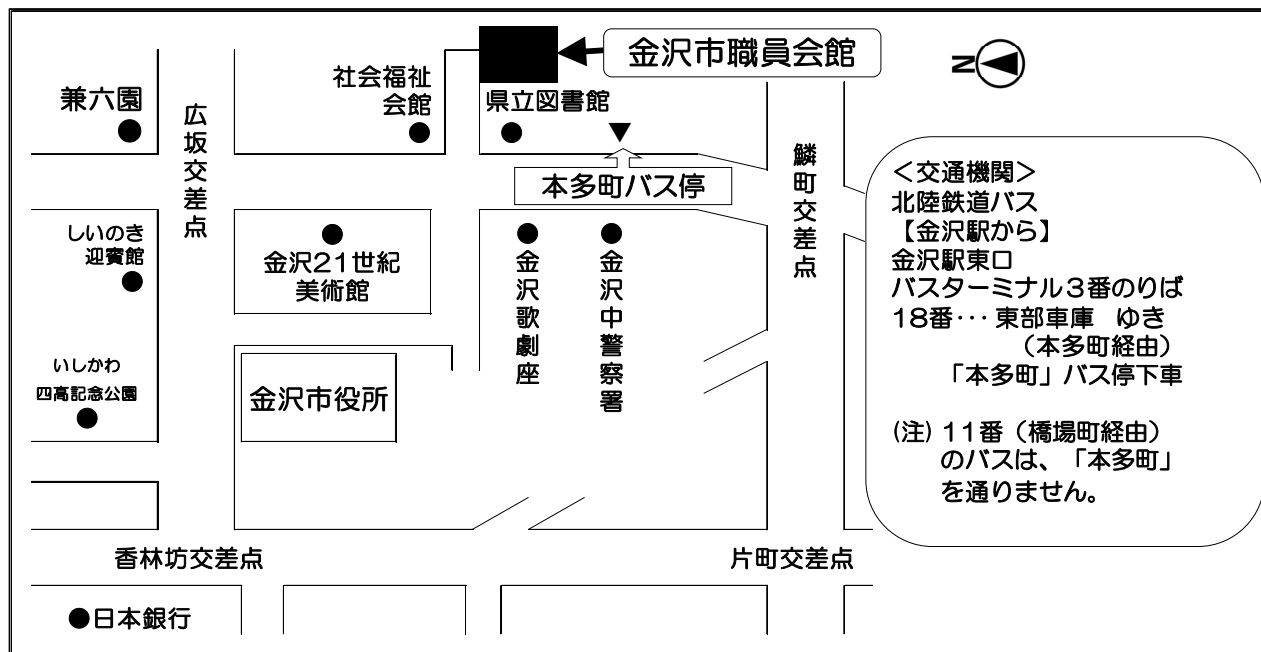 金沢市職員会館
N
兼六園
広坂交差点
社会福祉
会館
県立図書館
本多町バス停
鱗町交差点
しいのき
迎賓館
金沢21世紀
美術館
金沢歌劇座
金沢中警察署
いしかわ
四高記念公園
金沢市役所
香林坊交差点
片町交差点
●日本銀行
＜交通機関＞
北陸鉄道バス
【金沢駅から】
金沢駅東口
バスターミナル３番のりば
18番･･･東部車庫　ゆき
（本多町経由）
「本多町」バス停下車
(注) 11番（橋場町経由）
のバスは、「本多町」
を通りません。